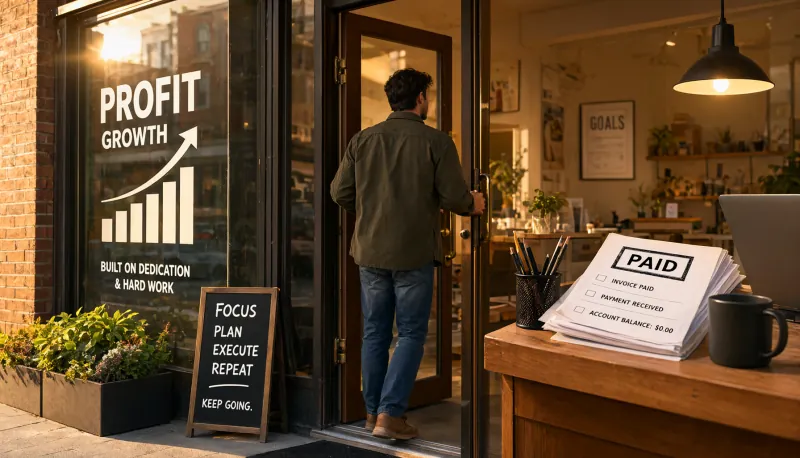 PROFIT
GROWTH
BUILT ON DEDICATION
& HARD WORK
FOCUS
PLAN
EXECUTE
REPEAT
KEEP GOING.
GOALS
PAID
INVOICE PAID
PAYMENT RECEIVED
ACCOUNT BALANCE: $0.00